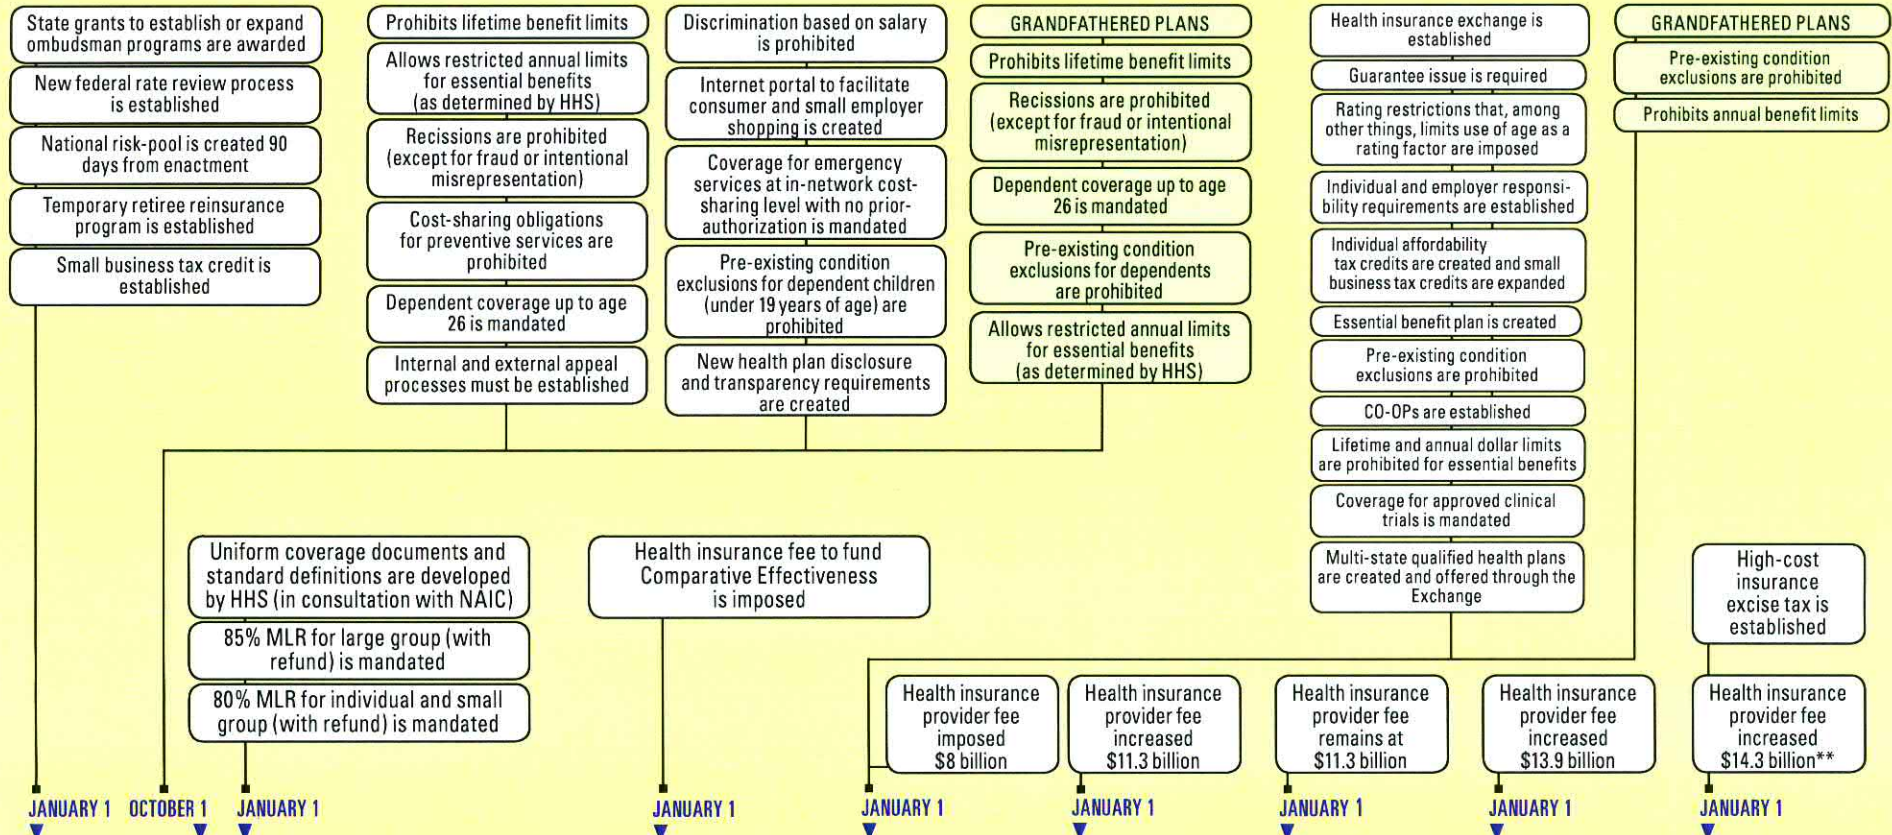 State grants to establish or expand
ombudsman programs are awarded
New federal rate review process
is established
National risk-pool is created 90
days from enactment
Temporary retiree reinsurance
program is established
Small business tax credit is
established
Prohibits lifetime benefit limits
Allows restricted annual limits
for essential benefits
(as determined by HHS)
Recissions are prohibited
(except for fraud or intentional
misrepresentation)
Cost-sharing obligations
for preventive services are
prohibited
Dependent coverage up to age
26 is mandated
Internal and external appeal
processes must be established
Discrimination based on salary
is prohibited
Internet portal to facilitate
consumer and small employer
shopping is created
Coverage for emergency
services at in-network cost-
sharing level with no prior-
authorization is mandated
Pre-existing condition
exclusions for dependent children
(under 19 years of age) are
prohibited
New health plan disclosure
and transparency requirements
are created
GRANDFATHERED PLANS
Prohibits lifetime benefit limits
Recissions are prohibited
(except for fraud or intentional
misrepresentation)
Dependent coverage up to age
26 is mandated
Pre-existing condition
exclusions for dependents
are prohibited
Allows restricted annual limits
for essential benefits
(as determined by HHS)
Health insurance exchange is
established
Guarantee issue is required
Rating restrictions that, among
other things, limits use of age as a
rating factor are imposed
Individual and employer responsi-
bility requirements are established
Individual affordability
tax credits are created and small
business tax credits are expanded
Essential benefit plan is created
Pre-existing condition
exclusions are prohibited
CO-OPs are established
Lifetime and annual dollar limits
are prohibited for essential benefits
Coverage for approved clinical
trials is mandated
Multi-state qualified health plans
are created and offered through the
Exchange
GRANDFATHERED PLANS
Pre-existing condition
exclusions are prohibited
Prohibits annual benefit limits
Uniform coverage documents and
standard definitions are developed
by HHS (in consultation with NAIC)
85% MLR for large group (with
refund) is mandated
80% MLR for individual and small
group (with refund) is mandated
Health insurance fee to fund
Comparative Effectiveness
is imposed
Health insurance
provider fee
imposed
$8 billion
Health insurance
provider fee
increased
$11.3 billion
Health insurance
provider fee
remains at
$11.3 billion
Health insurance
provider fee
increased
$13.9 billion
High-cost
insurance
excise tax is
established
Health insurance
provider fee
increased
$14.3 billion**
JANUARY 1
OCTOBER 1
JANUARY 1
JANUARY 1
JANUARY 1
JANUARY 1
JANUARY 1
JANUARY 1
JANUARY 1